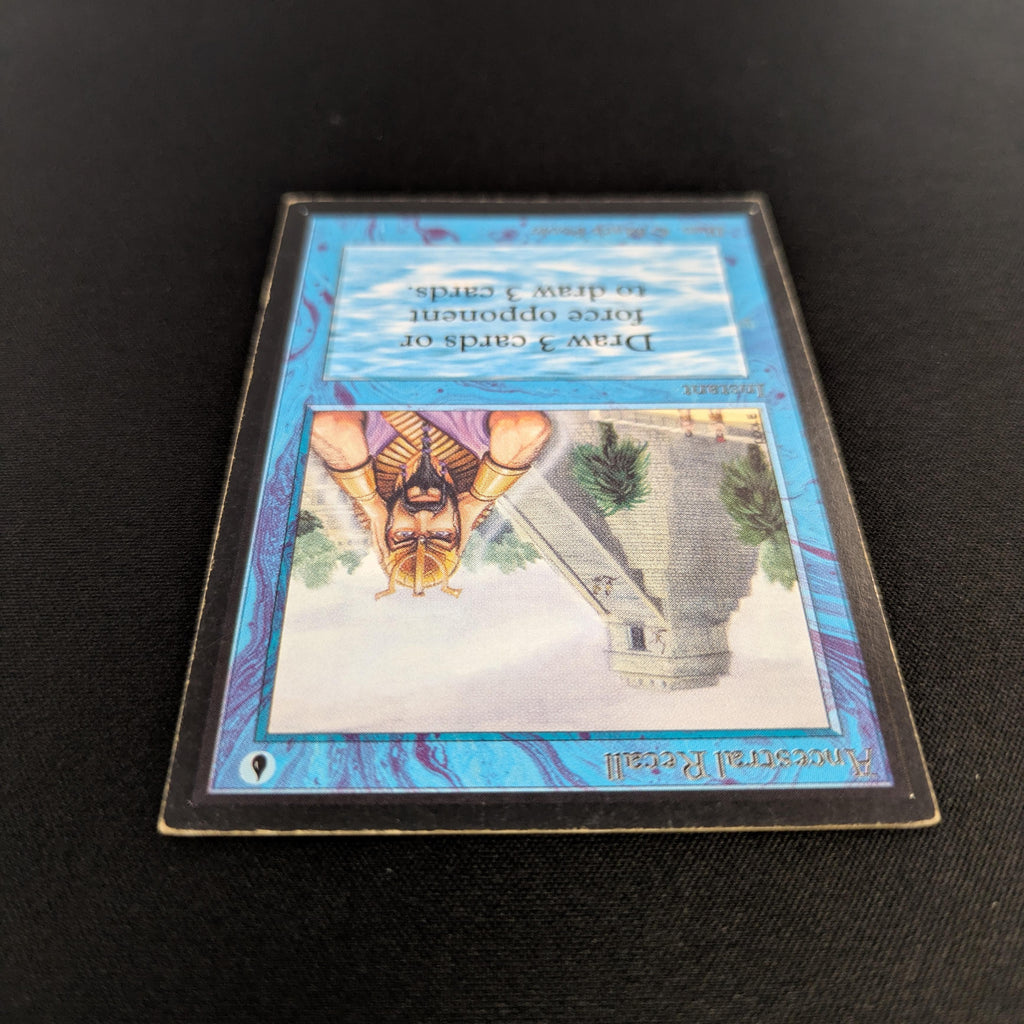 Ancestral Recall
Instant
Draw 3 cards or
force opponent
to draw 3 cards.